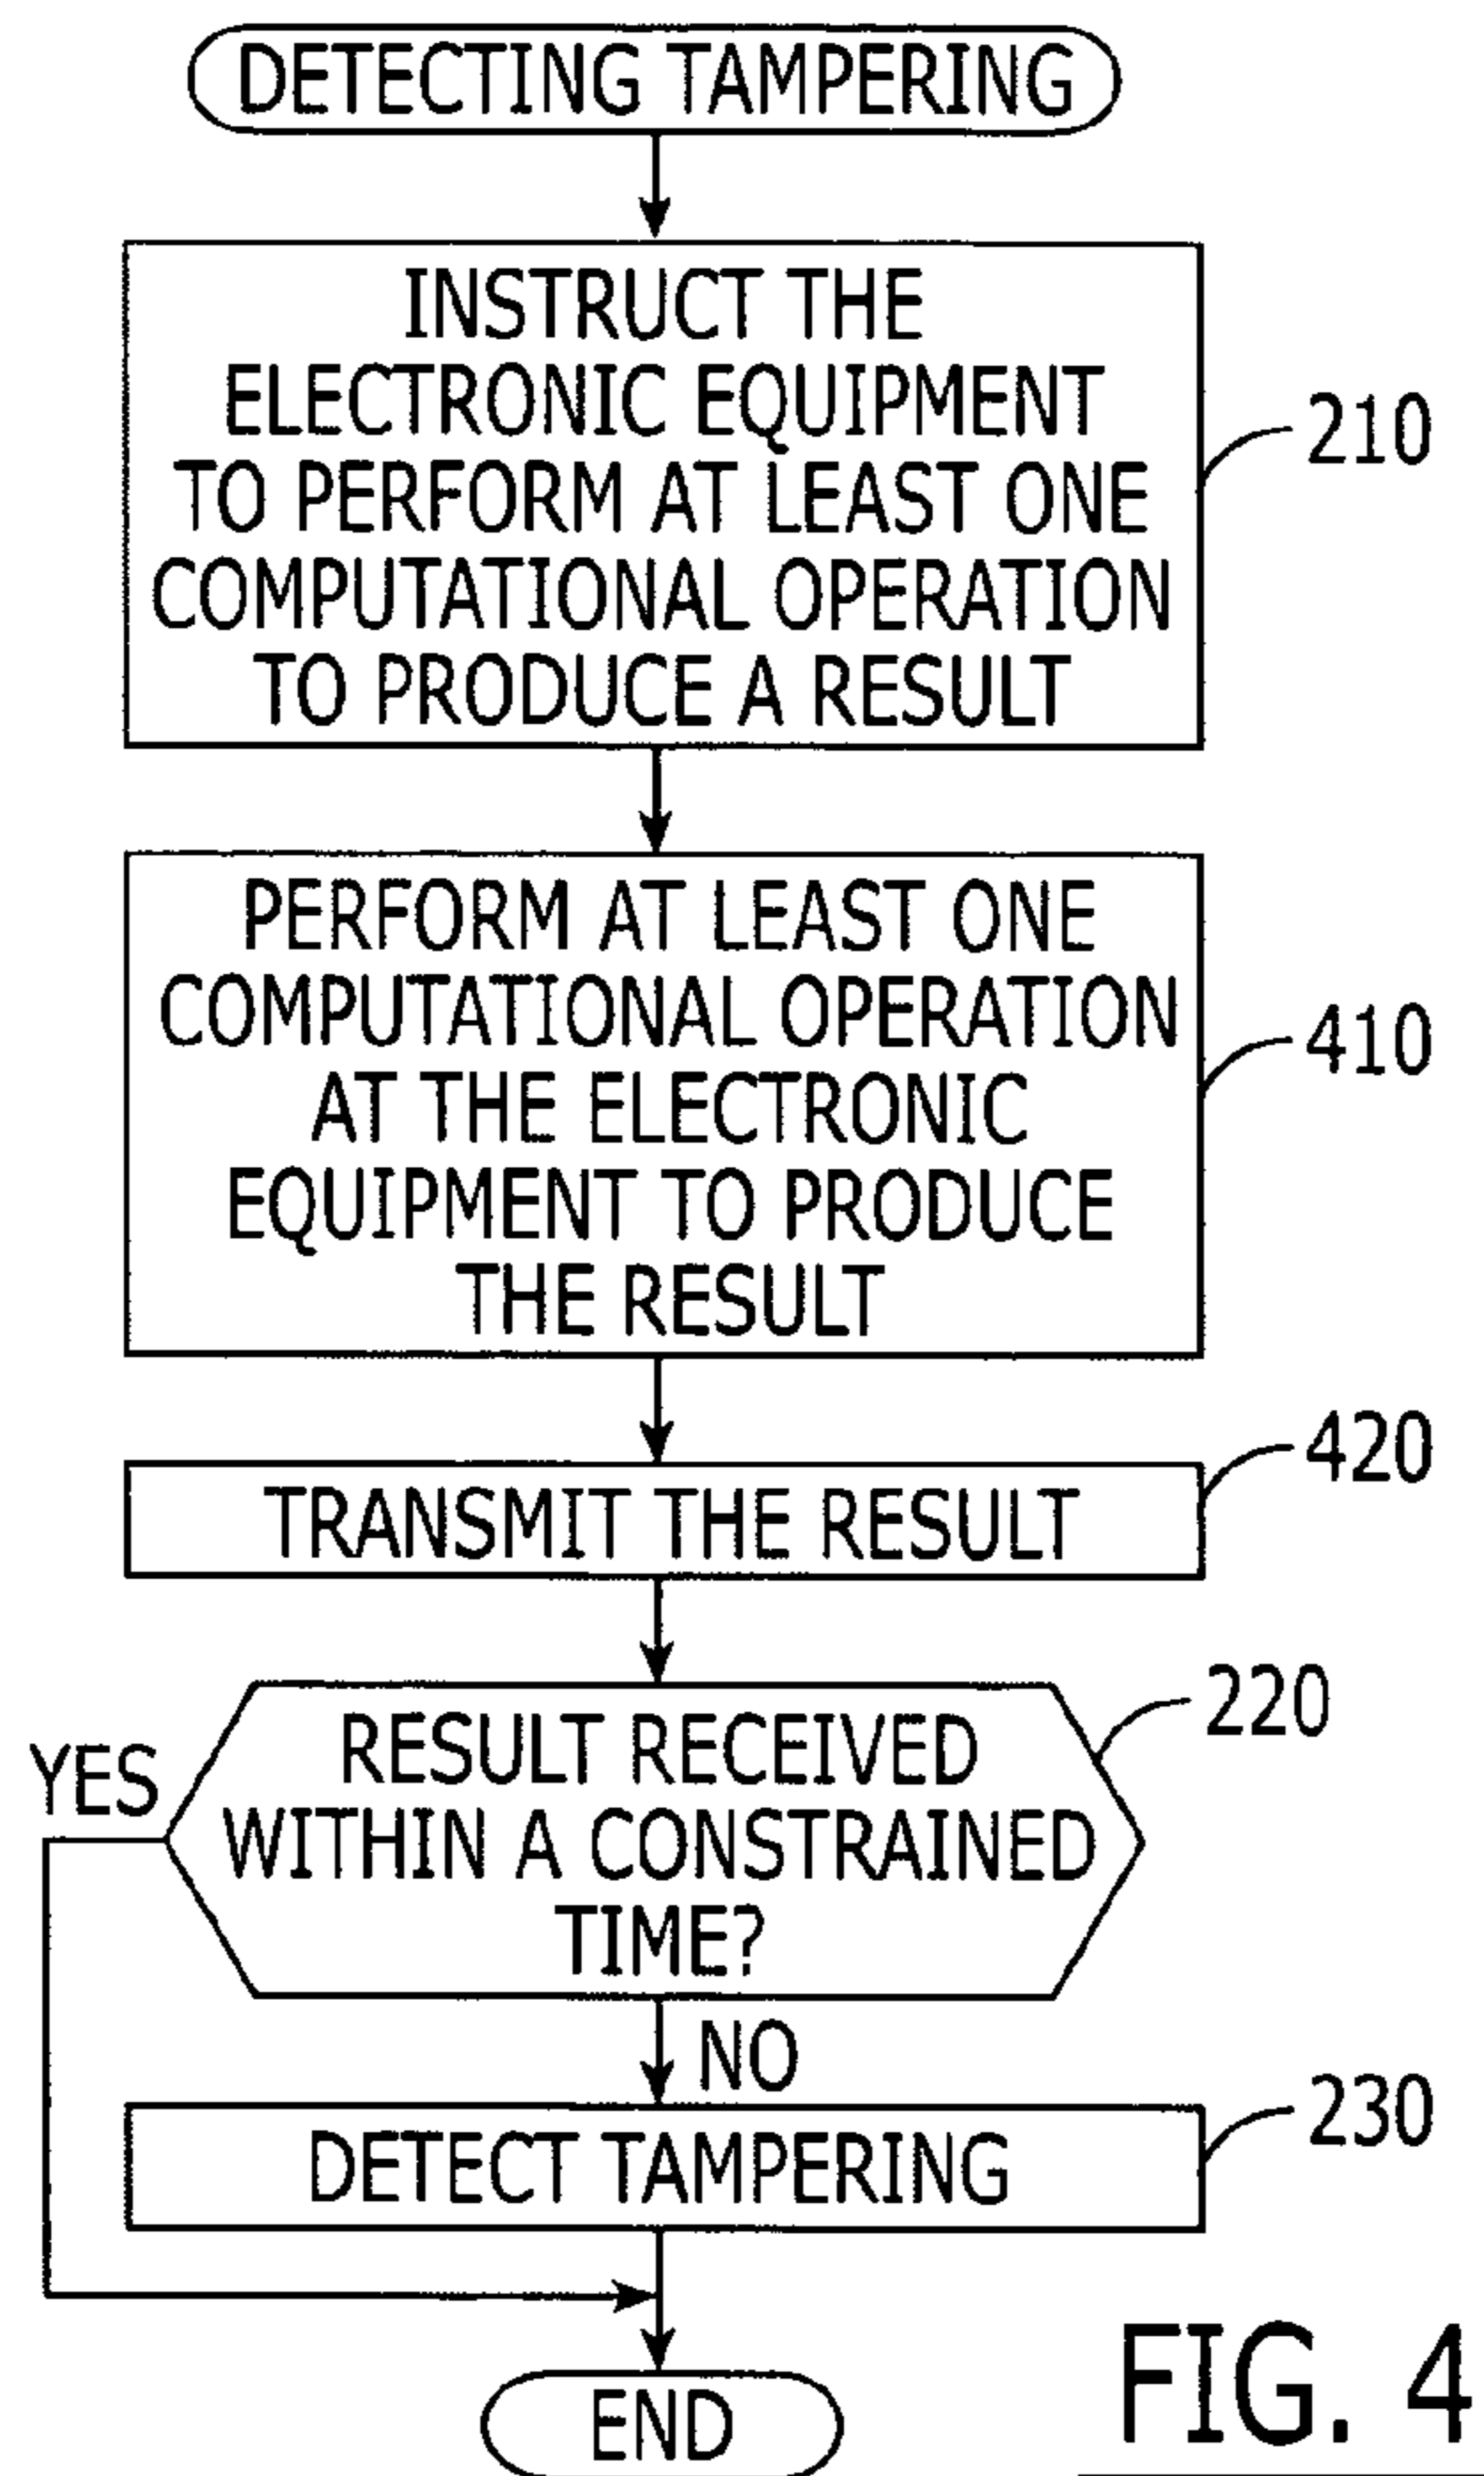 DETECTING TAMPERING
INSTRUCT THE
ELECTRONIC EQUIPMENT
TO PERFORM AT LEAST ONE
COMPUTATIONAL OPERATION
TO PRODUCE A RESULT
210
PERFORM AT LEAST ONE
COMPUTATIONAL OPERATION
AT THE ELECTRONIC
EQUIPMENT TO PRODUCE
THE RESULT
410
TRANSMIT THE RESULT
420
RESULT RECEIVED
WITHIN A CONSTRAINED
TIME?
220
YES
NO
DETECT TAMPERING
230
END
FIG. 4